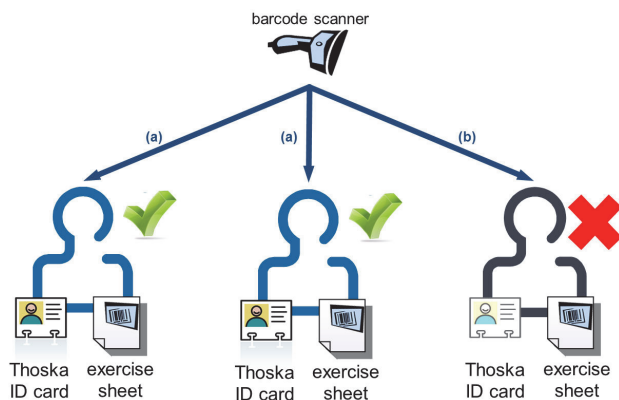 barcode scanner
(a)
(a)
(b)
Thoska
ID card
exercise
sheet
Thoska
ID card
exercise
sheet
Thoska
ID card
exercise
sheet